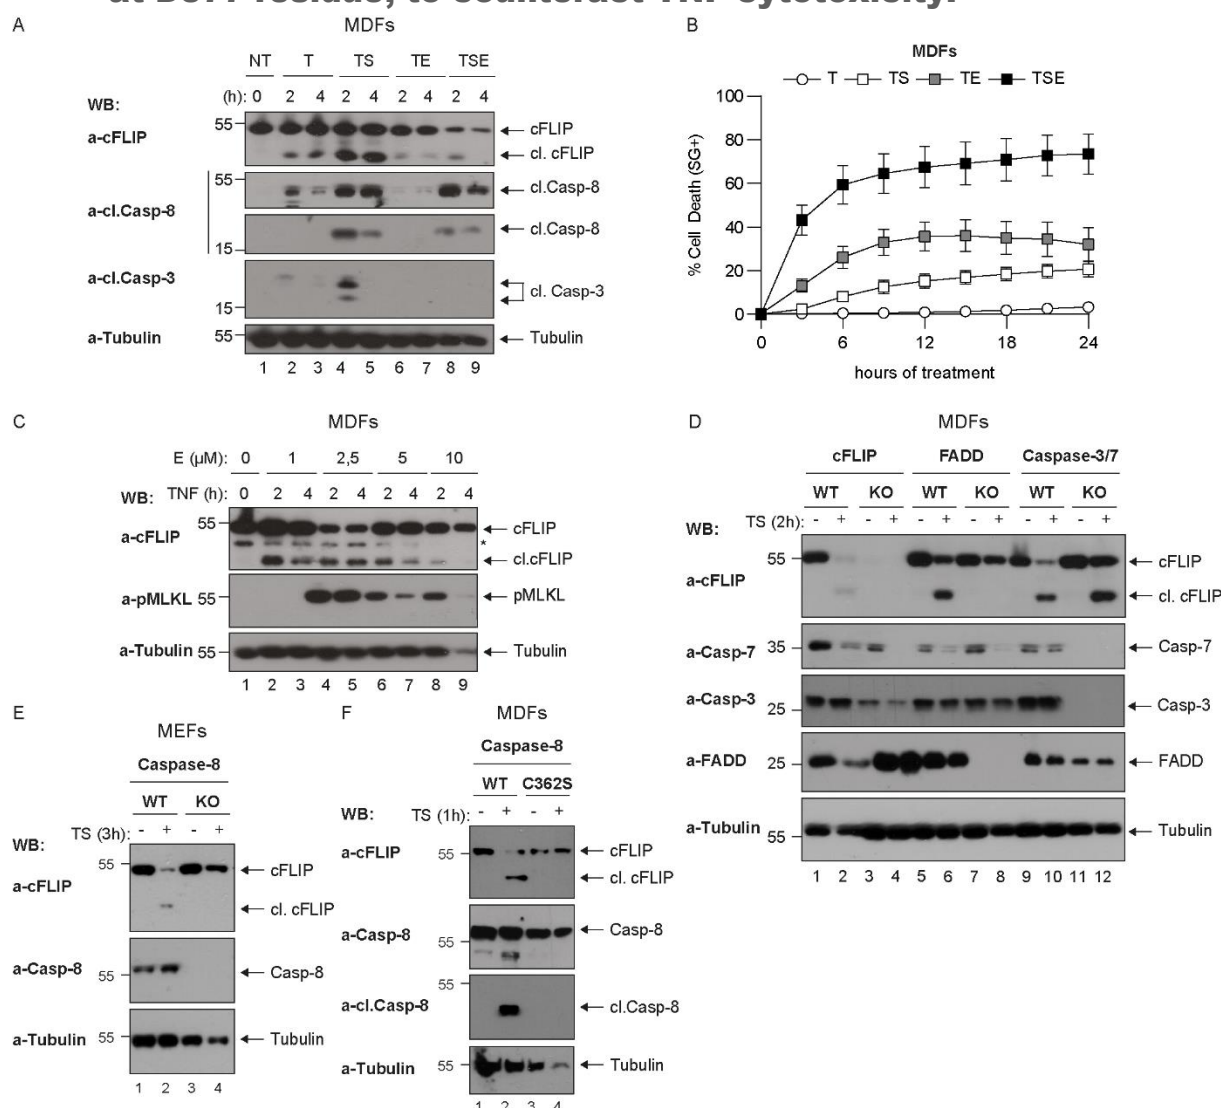 at D377 residue, to counteract TNF cytotoxicity.
A
MDFs
NT T TS TE TSE
WB: (h): 0 2 4 2 4 2 4 2 4
a-cFLIP 55 cFLIP
cl. cFLIP
a-cl.Casp-8 55 cl.Casp-8
15 cl.Casp-8
a-cl.Casp-3 15 cl. Casp-3
a-Tubulin 55 Tubulin
1 2 3 4 5 6 7 8 9
B
MDFs
T TS TE TSE
% Cell Death (SG+)
100
80
60
40
20
0
0 6 12 18 24
hours of treatment
C
MDFs
E (µM): 0 1 2,5 5 10
WB: TNF (h): 0 2 4 2 4 2 4 2 4
a-cFLIP 55 cFLIP
*
cl.cFLIP
a-pMLKL 55 pMLKL
a-Tubulin 55 Tubulin
1 2 3 4 5 6 7 8 9
D
MDFs
cFLIP FADD Caspase-3/7
WT KO WT KO WT KO
WB: TS (2h): - + - + - + - + - + - +
a-cFLIP 55 cFLIP
cl. cFLIP
a-Casp-7 35 Casp-7
a-Casp-3 25 Casp-3
a-FADD 25 FADD
a-Tubulin 55 Tubulin
1 2 3 4 5 6 7 8 9 10 11 12
E
MEFs
Caspase-8
WT KO
TS (3h): - + - +
WB:
a-cFLIP 55 cFLIP
cl. cFLIP
a-Casp-8 55 Casp-8
a-Tubulin 55 Tubulin
1 2 3 4
F
MDFs
Caspase-8
WT C362S
WB: TS (1h): - + - +
a-cFLIP 55 cFLIP
cl. cFLIP
a-Casp-8 55 Casp-8
a-cl.Casp-8 55 cl.Casp-8
a-Tubulin 55 Tubulin
1 2 3 4